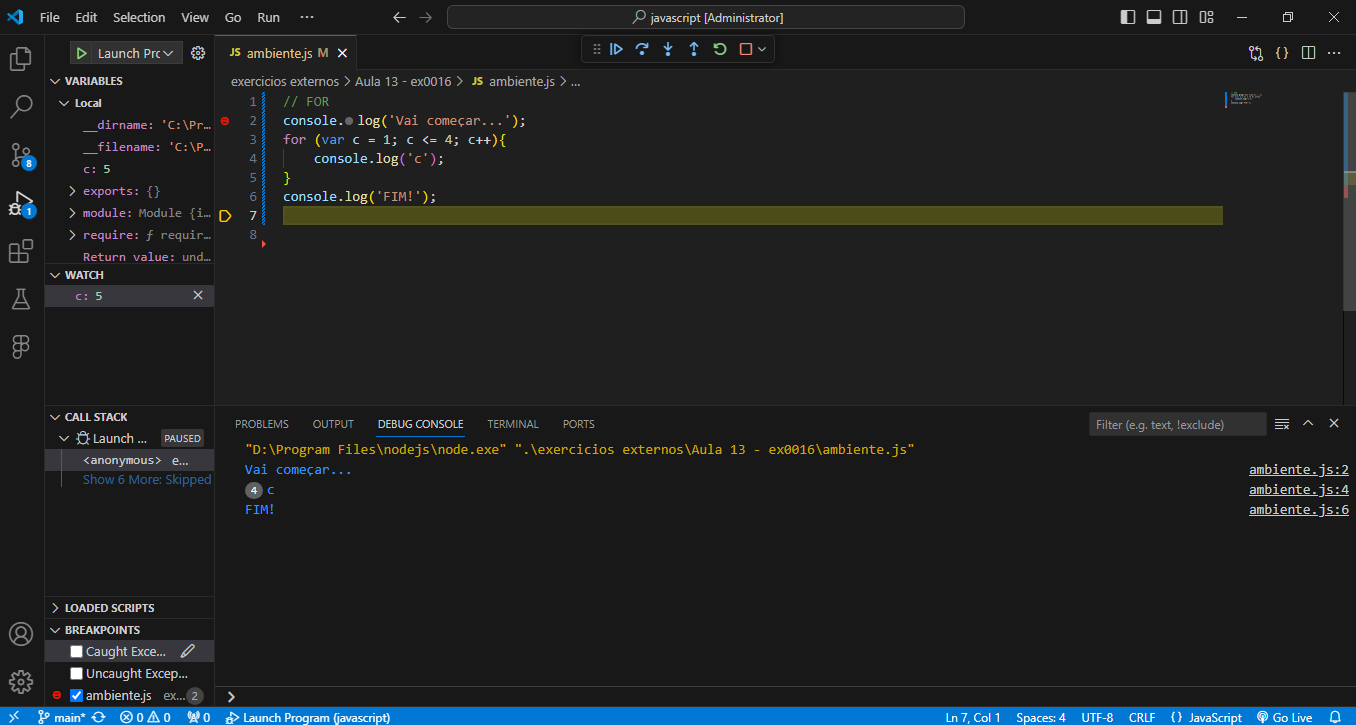 File Edit Selection View Go Run ··· javascript [Administrator]
Launch Prc
JS ambiente.js M
VARIABLES
Local
__dirname: 'C:\Pr…
__filename: 'C:\P…
c: 5
exports: {}
module: Module {i…
require: ƒ requir…
Return value: und…
WATCH
c: 5
CALL STACK
Launch ... PAUSED
<anonymous> e...
Show 6 More: Skipped
LOADED SCRIPTS
BREAKPOINTS
Caught Exce...
Uncaught Excep...
ambiente.js ex... 2
8
1
exercicios externos > Aula 13 - ex0016 > JS ambiente.js > ...
1 // FOR
2 console.log('Vai começar...');
3 for (var c = 1; c <= 4; c++){
4 console.log('c');
5 }
6 console.log('FIM!');
7
8
PROBLEMS OUTPUT DEBUG CONSOLE TERMINAL PORTS Filter (e.g. text, !exclude)
"D:\Program Files\nodejs\node.exe" ".\exercicios externos\Aula 13 - ex0016\ambiente.js"
Vai começar... ambiente.js:2
4 c ambiente.js:4
FIM! ambiente.js:6
main* 0 0 0 Launch Program (javascript) Ln 7, Col 1 Spaces: 4 UTF-8 CRLF {} JavaScript Go Live